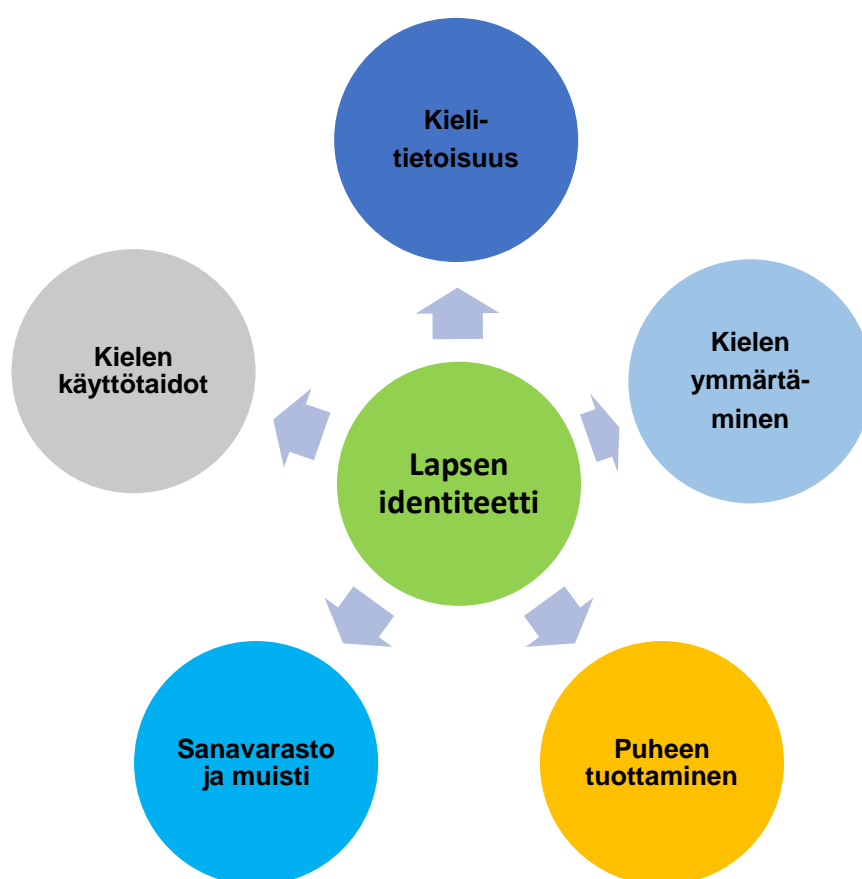 Kieli-
tietoisuus
Kielen
ymmärtä-
minen
Kielen
käyttötaidot
Lapsen
identiteetti
Sanavarasto
ja muisti
Puheen
tuottaminen